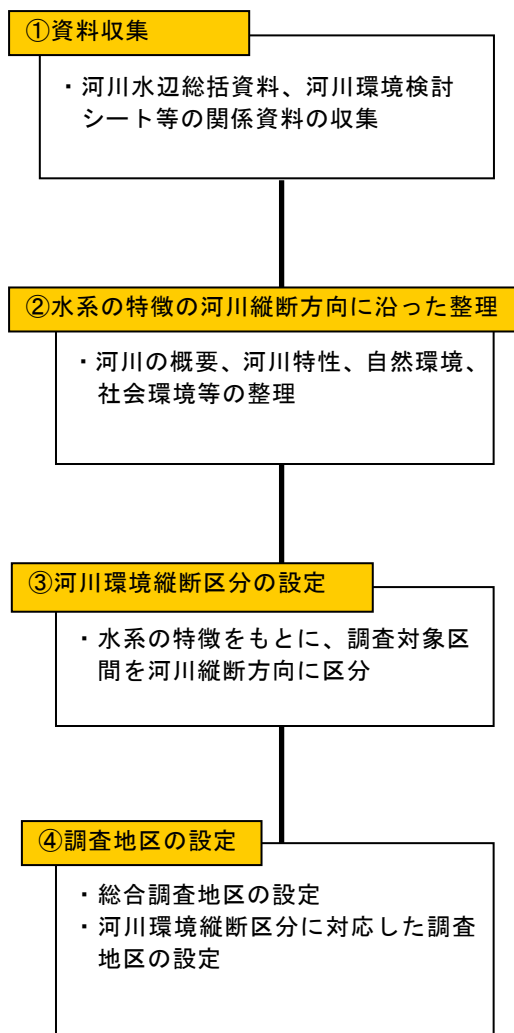 ①資料収集
・河川水辺総括資料、河川環境検討
シート等の関係資料の収集
②水系の特徴の河川縦断方向に沿った整理
・河川の概要、河川特性、自然環境、
社会環境等の整理
③河川環境縦断区分の設定
・水系の特徴をもとに、調査対象区
間を河川縦断方向に区分
④調査地区の設定
・総合調査地区の設定
・河川環境縦断区分に対応した調査
地区の設定